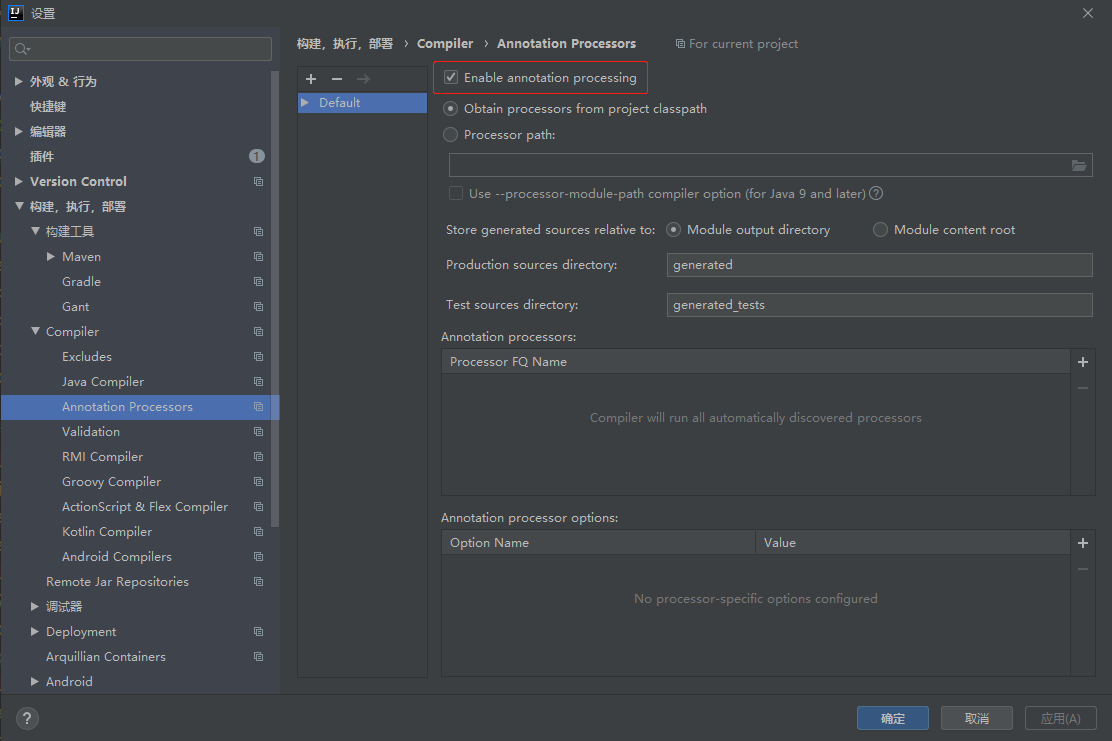 IJ 设置
构建，执行，部署 › Compiler › Annotation Processors For current project
外观 & 行为
快捷键
编辑器
插件 1
Version Control
构建，执行，部署
构建工具
Maven
Gradle
Gant
Compiler
Excludes
Java Compiler
Annotation Processors
Validation
RMI Compiler
Groovy Compiler
ActionScript & Flex Compiler
Kotlin Compiler
Android Compilers
Remote Jar Repositories
调试器
Deployment
Arquillian Containers
Android
Default
Enable annotation processing
Obtain processors from project classpath
Processor path:
Use --processor-module-path compiler option (for Java 9 and later) ?
Store generated sources relative to: Module output directory Module content root
Production sources directory: generated
Test sources directory: generated_tests
Annotation processors:
Processor FQ Name
Compiler will run all automatically discovered processors
Annotation processor options:
Option Name Value
No processor-specific options configured
? 确定 取消 应用(A)